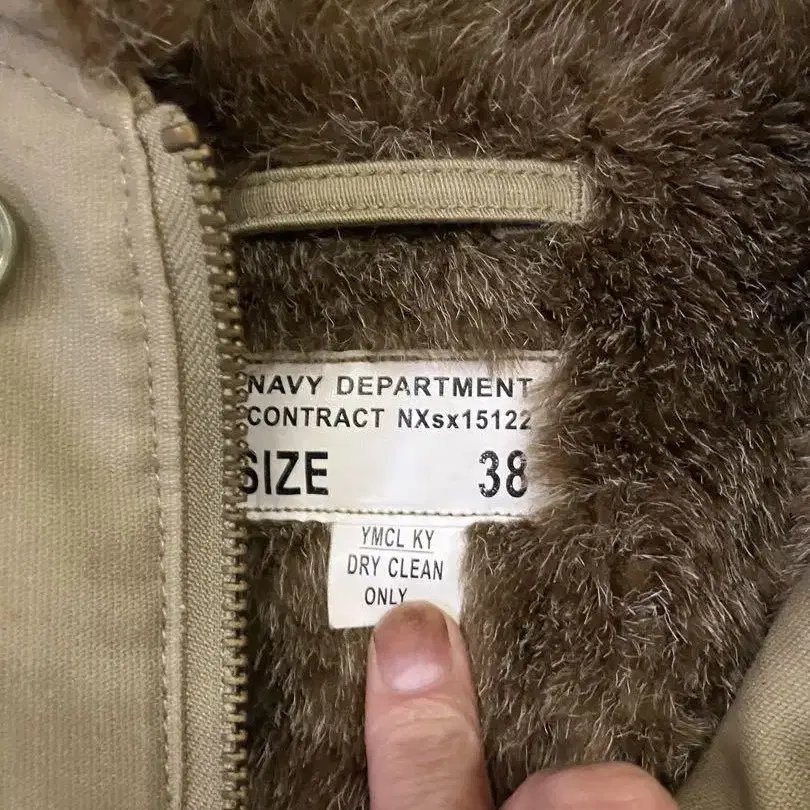 NAVY DEPARTMENT
CONTRACT NXsx15122
SIZE 38
YMCL KY
DRY CLEAN
ONLY